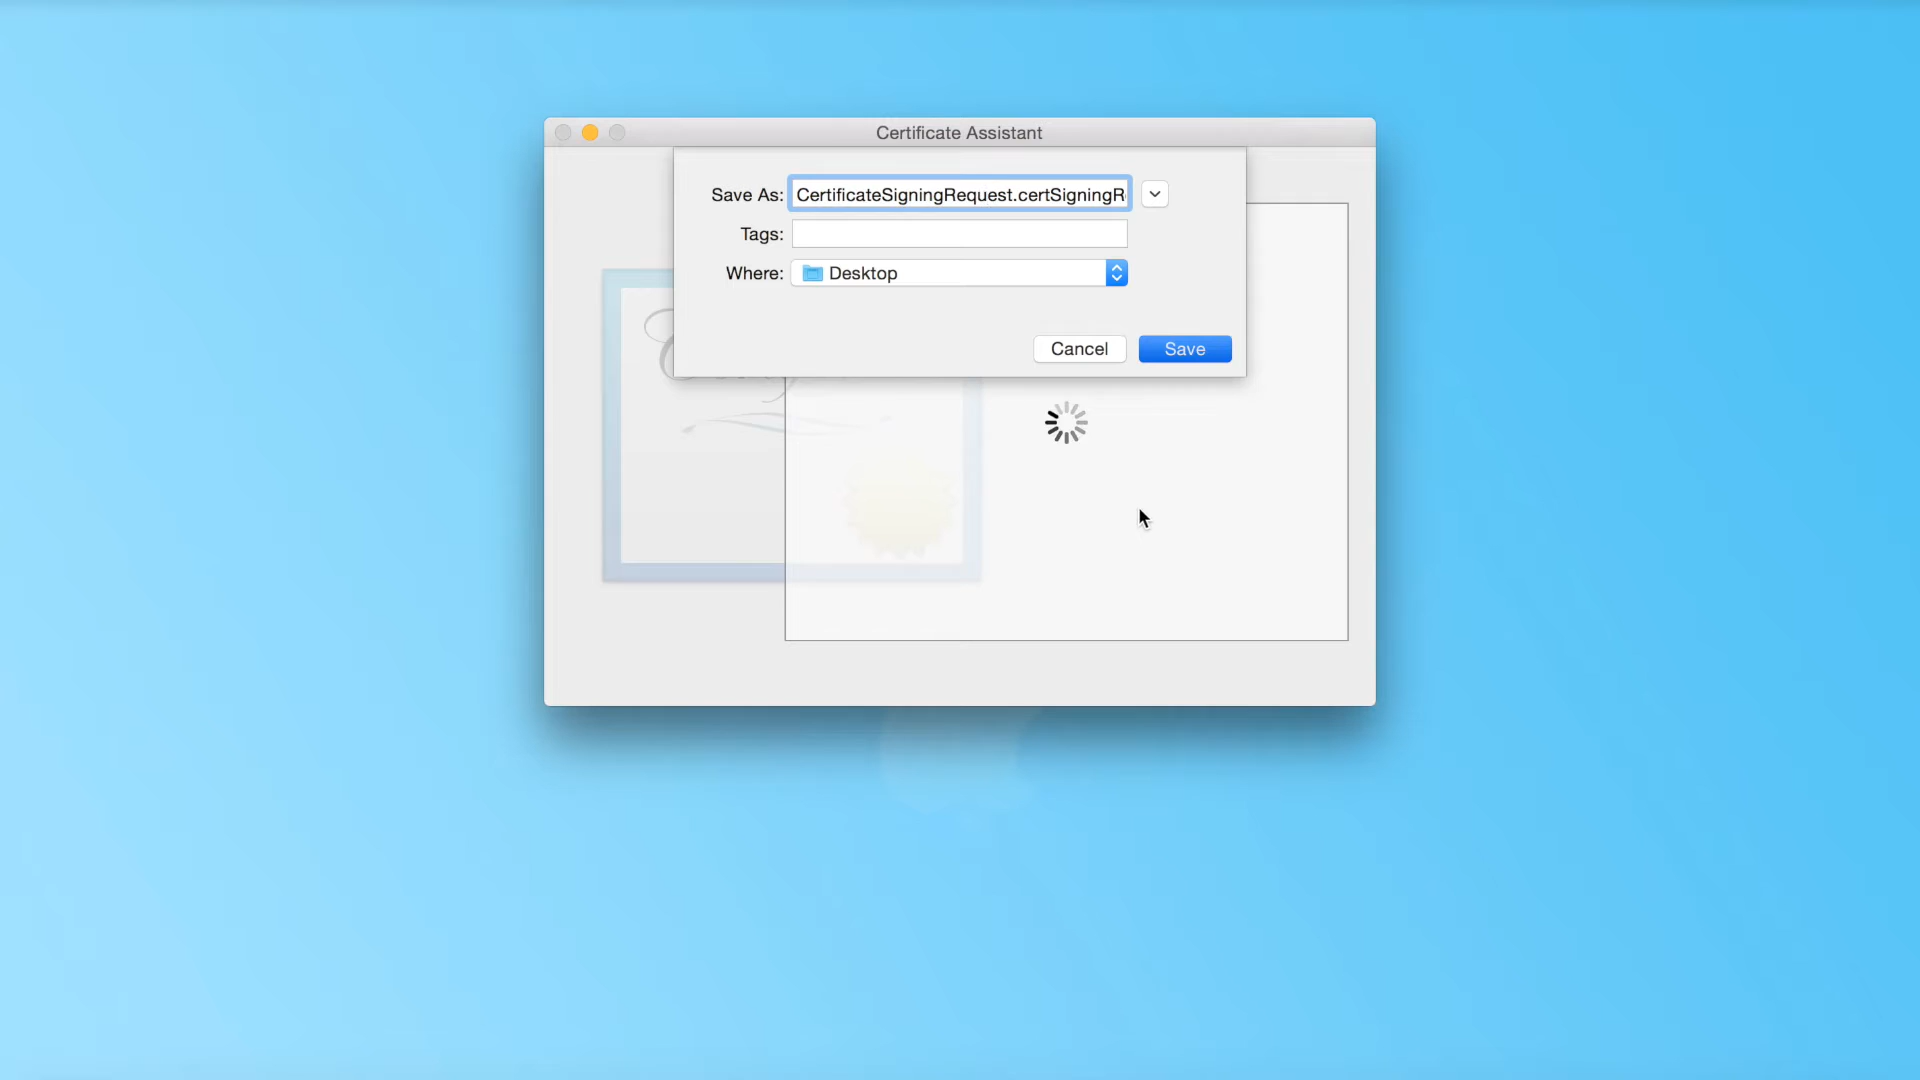 Certificate Assistant
Save As: CertificateSigningRequest.certSigningR
Tags:
Where: Desktop
Cancel Save